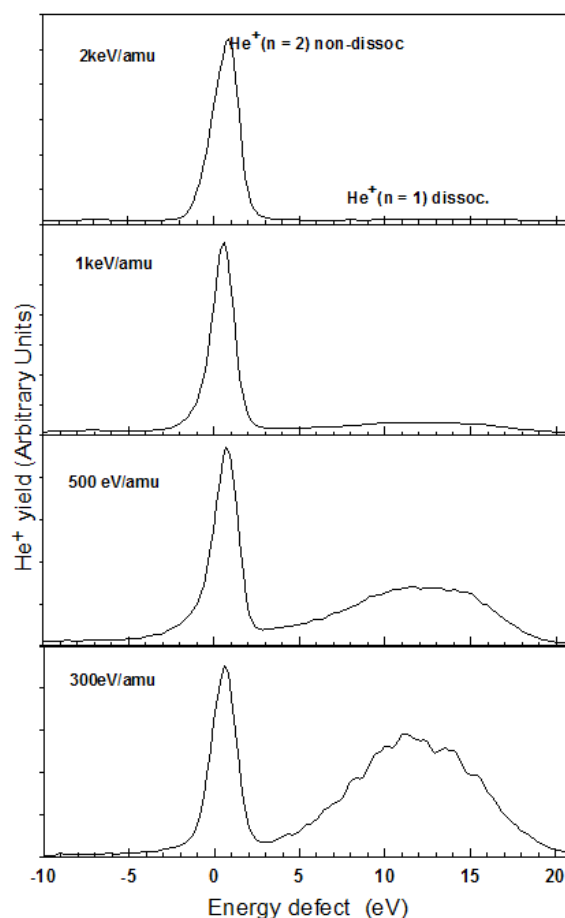 He⁺(n = 2) non-dissoc
2keV/amu
He⁺(n = 1) dissoc.
1keV/amu
500 eV/amu
300eV/amu
He⁺ yield (Arbitrary Units)
-10 -5 0 5 10 15 20
Energy defect (eV)